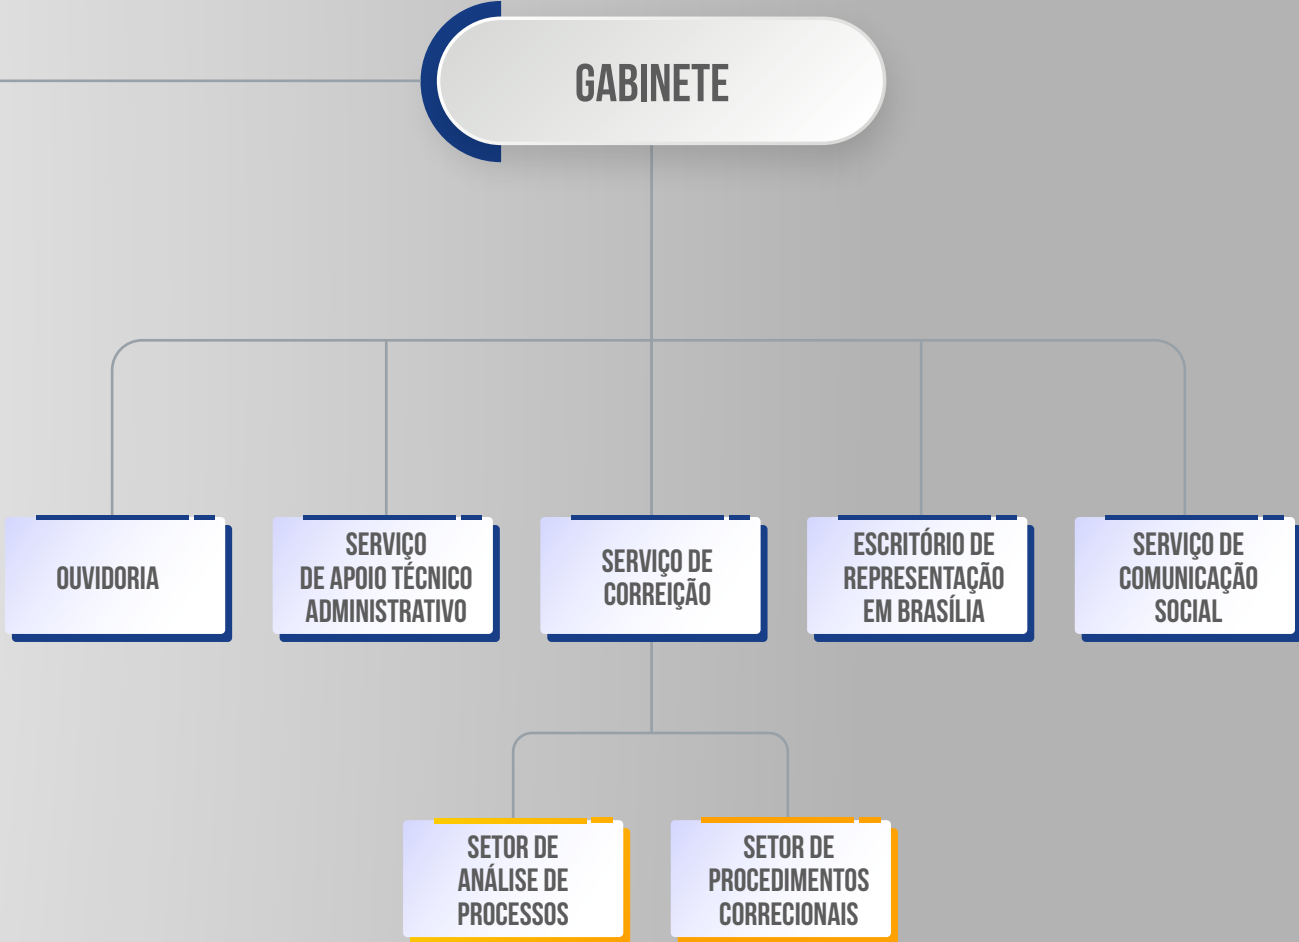 GABINETE
OUVIDORIA
SERVIÇO
DE APOIO TÉCNICO
ADMINISTRATIVO
SERVIÇO DE
CORREIÇÃO
ESCRITÓRIO DE
REPRESENTAÇÃO
EM BRASÍLIA
SERVIÇO DE
COMUNICAÇÃO
SOCIAL
SETOR DE
ANÁLISE DE
PROCESSOS
SETOR DE
PROCEDIMENTOS
CORRECIONAIS